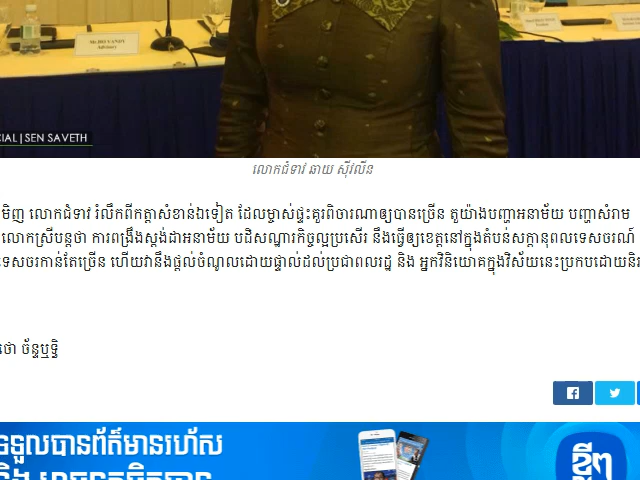 CIAL | SEN SAVETH
លោកជំទាវ ឆាយ ស៊ីវលីន
មិញ លោកជំទាវ រំលឹកពីកត្តាសំខាន់ឯទៀត ដែលម្ចាស់ផ្ទះគួរពិចារណាឲ្យបានច្រើន តួយ៉ាងបញ្ហាអនាម័យ បញ្ហាសំរាម
លោកស្រីបន្តថា ការពង្រឹងស្តង់ដាអនាម័យ បដិសណ្ឋារកិច្ចល្អប្រសើរ នឹងធ្វើឲ្យខេត្តនៅក្នុងតំបន់សក្តានុពលទេសចរណ៍
ទេសចរកាន់តែច្រើន ហើយវានឹងផ្តល់ចំណូលដោយផ្ទាល់ដល់ប្រជាពលរដ្ឋ និង អ្នកវិនិយោគក្នុងវិស័យនេះប្រកបដោយនិរ
ថោ ច័ន្ទឬទ្ធិ
ទទួលបានព័ត៌មានរហ័ស
ខ្មែរ